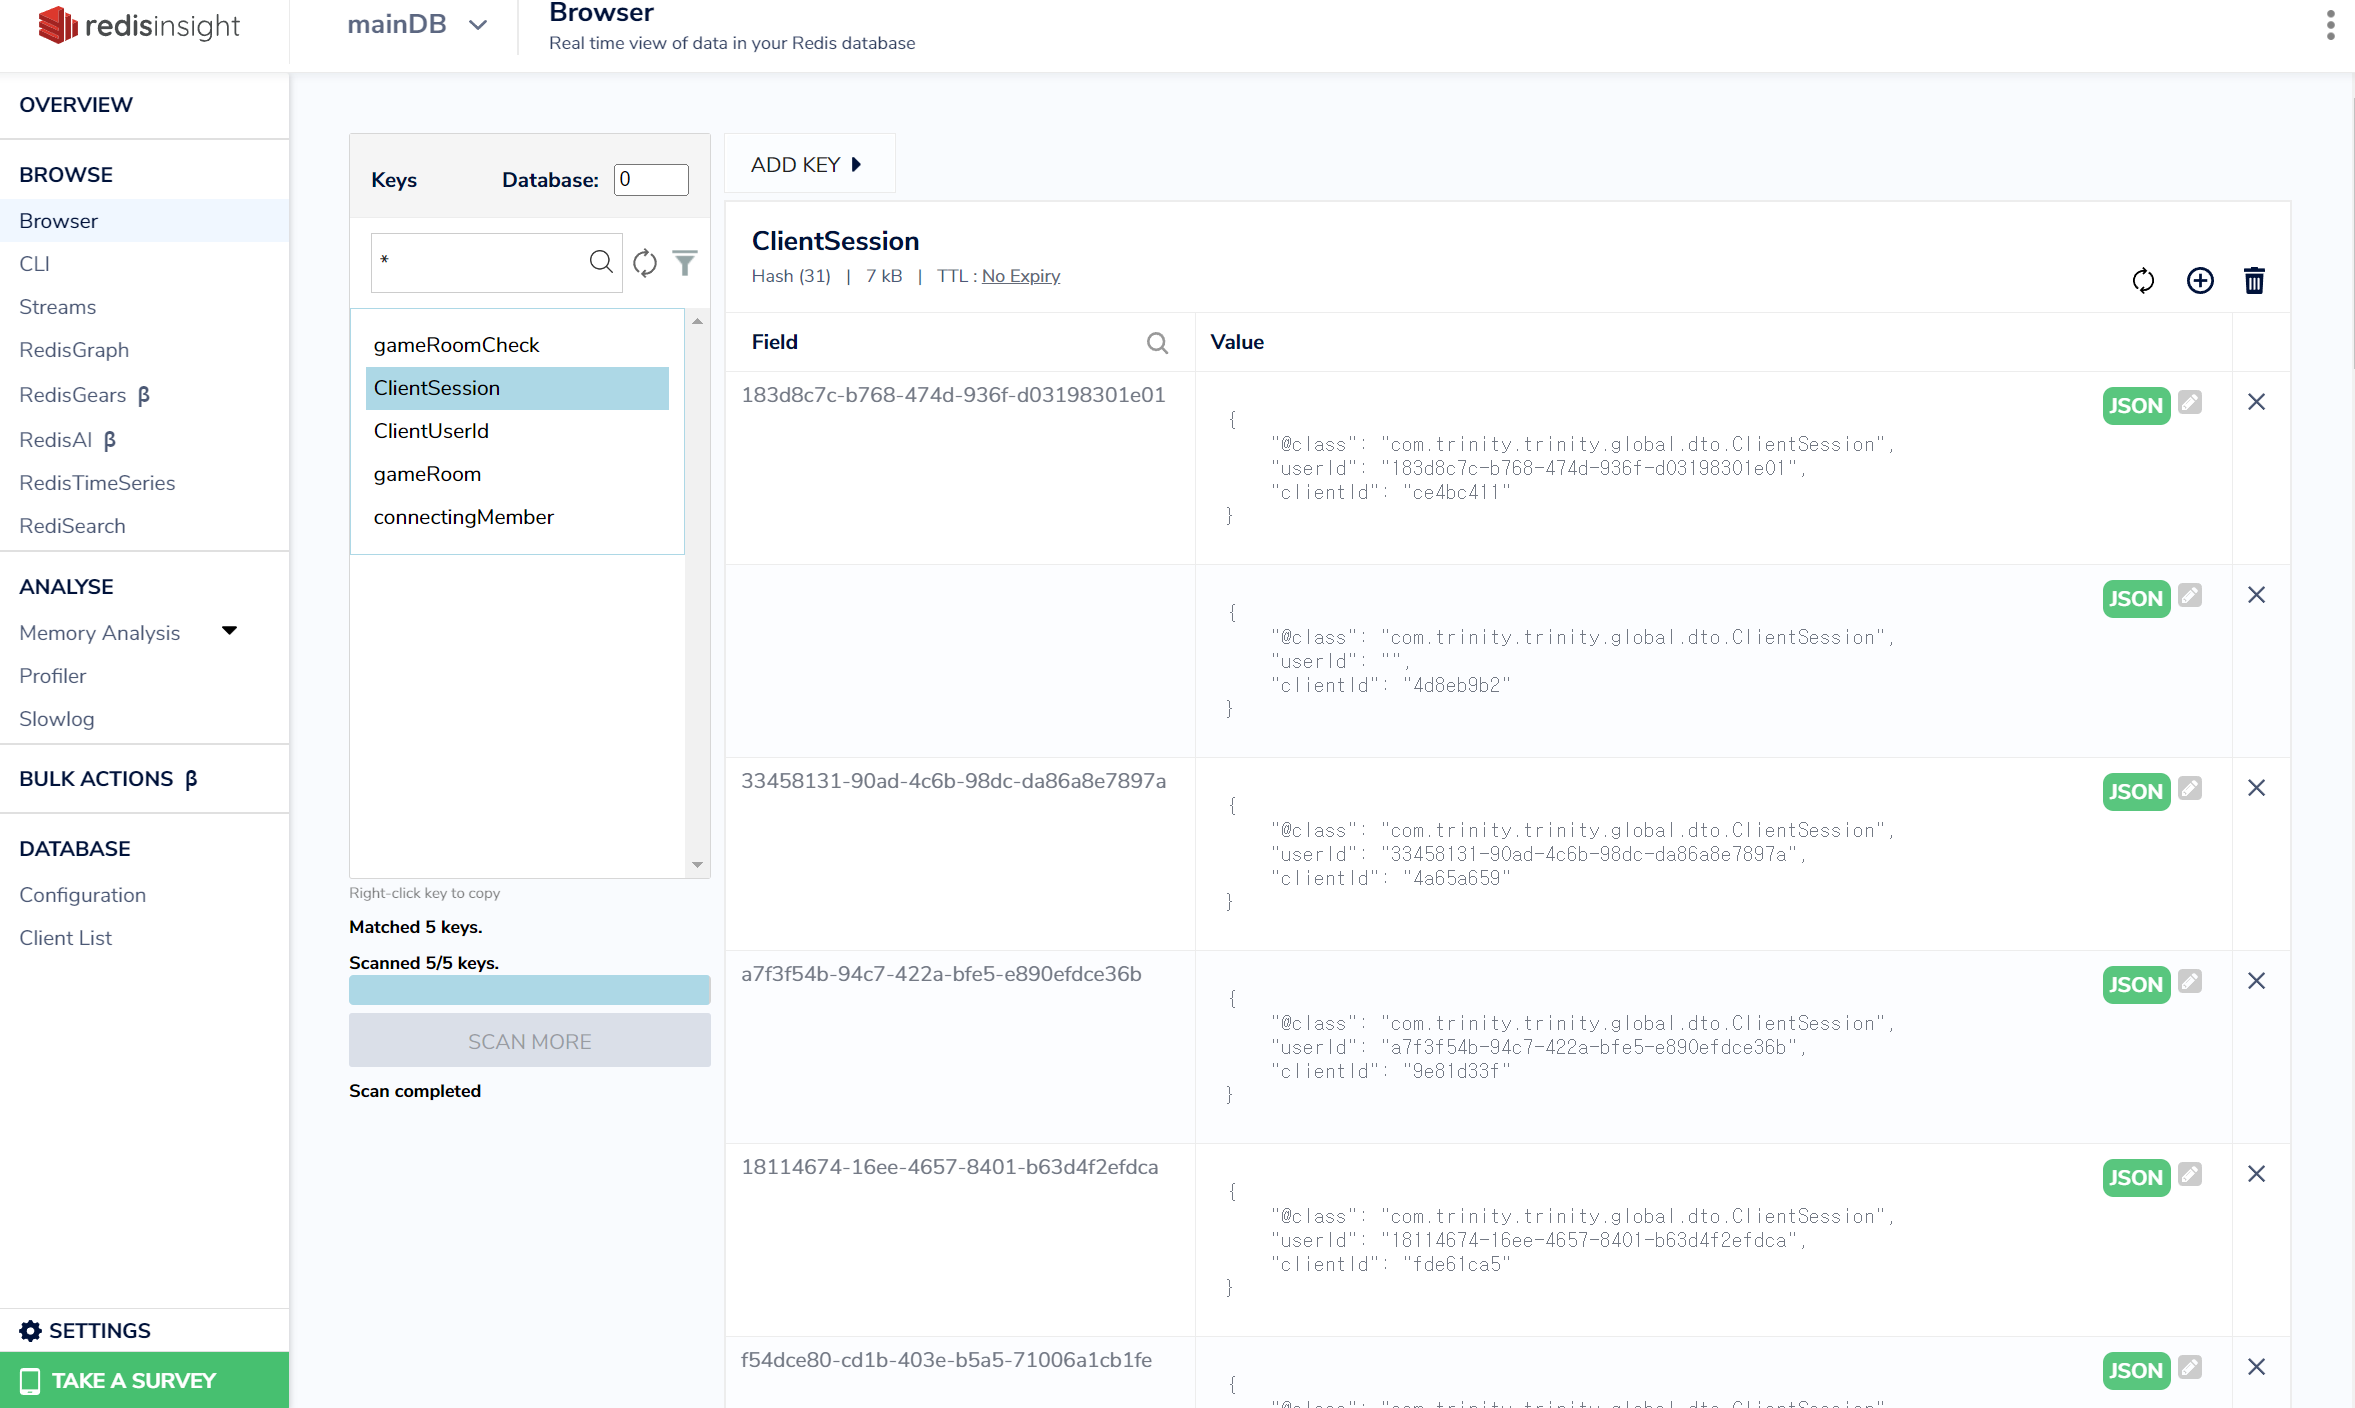 redisinsight
mainDB
Browser
Real time view of data in your Redis database
OVERVIEW
BROWSE
Browser
CLI
Streams
RedisGraph
RedisGears β
RedisAI β
RedisTimeSeries
RediSearch
ANALYSE
Memory Analysis
Profiler
Slowlog
BULK ACTIONS β
DATABASE
Configuration
Client List
SETTINGS
TAKE A SURVEY
Keys
Database: 0
*
gameRoomCheck
ClientSession
ClientUserId
gameRoom
connectingMember
Right-click key to copy
Matched 5 keys.
Scanned 5/5 keys.
SCAN MORE
Scan completed
ADD KEY
ClientSession
Hash (31) | 7 kB | TTL : No Expiry
Field
Value
183d8c7c-b768-474d-936f-d03198301e01
JSON
{
"@class": "com.trinity.trinity.global.dto.ClientSession",
"userId": "183d8c7c-b768-474d-936f-d03198301e01",
"clientId": "ce4bc411"
}
JSON
{
"@class": "com.trinity.trinity.global.dto.ClientSession",
"userId": "",
"clientId": "4d8eb9b2"
}
33458131-90ad-4c6b-98dc-da86a8e7897a
JSON
{
"@class": "com.trinity.trinity.global.dto.ClientSession",
"userId": "33458131-90ad-4c6b-98dc-da86a8e7897a",
"clientId": "4a65a659"
}
a7f3f54b-94c7-422a-bfe5-e890efdce36b
JSON
{
"@class": "com.trinity.trinity.global.dto.ClientSession",
"userId": "a7f3f54b-94c7-422a-bfe5-e890efdce36b",
"clientId": "9e81d33f"
}
18114674-16ee-4657-8401-b63d4f2efdca
JSON
{
"@class": "com.trinity.trinity.global.dto.ClientSession",
"userId": "18114674-16ee-4657-8401-b63d4f2efdca",
"clientId": "fde61ca5"
}
f54dce80-cd1b-403e-b5a5-71006a1cb1fe
JSON
{
"@class": "com.trinity.trinity.global.dto.ClientSession",